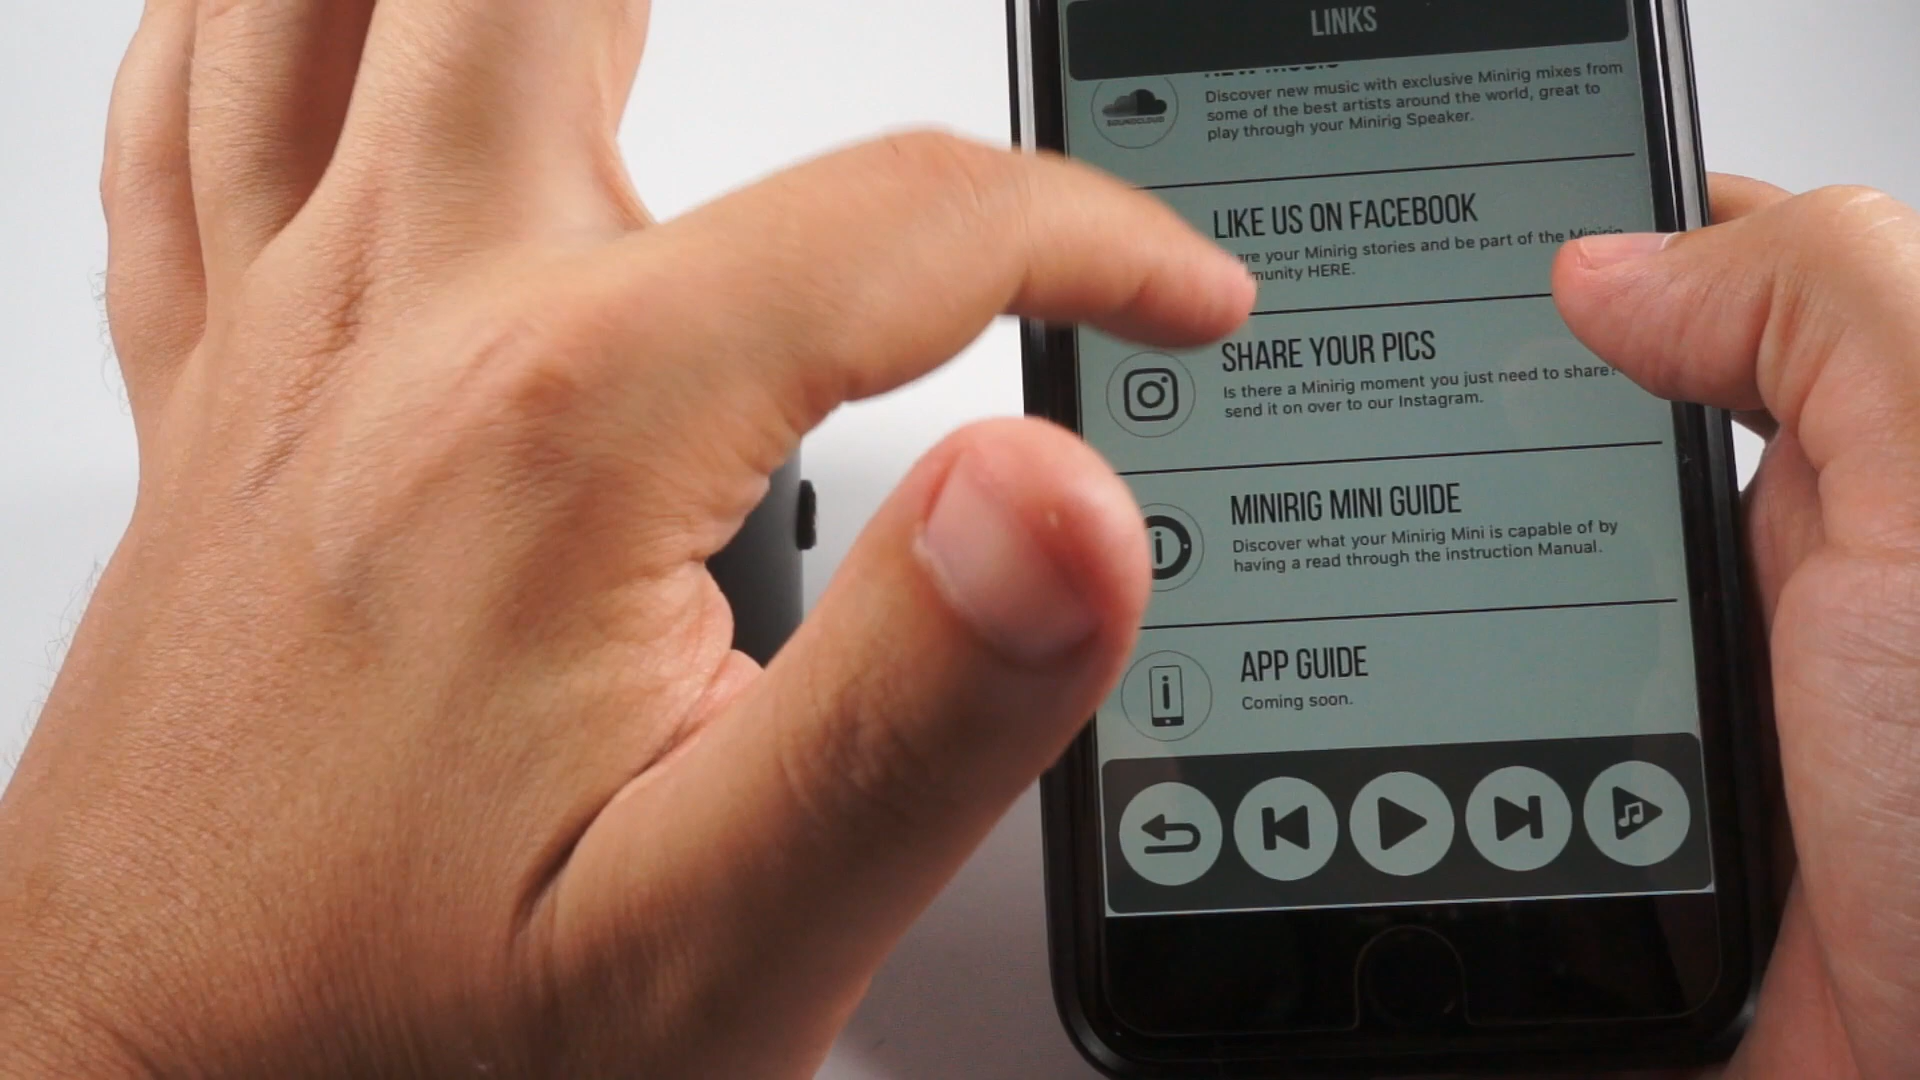 LINKS
NEW MUSIC
Discover new music with exclusive Minirig mixes from
some of the best artists around the world, great to
play through your Minirig Speaker.
SOUNDCLOUD
LIKE US ON FACEBOOK
your Minirig stories and be part of the Minirig
HERE.
SHARE YOUR PICS
Is there a Minirig moment you just need to share?
send it on over to our Instagram.
MINIRIG MINI GUIDE
Discover what your Minirig Mini is capable of by
having a read through the instruction Manual.
i
APP GUIDE
Coming soon.
i